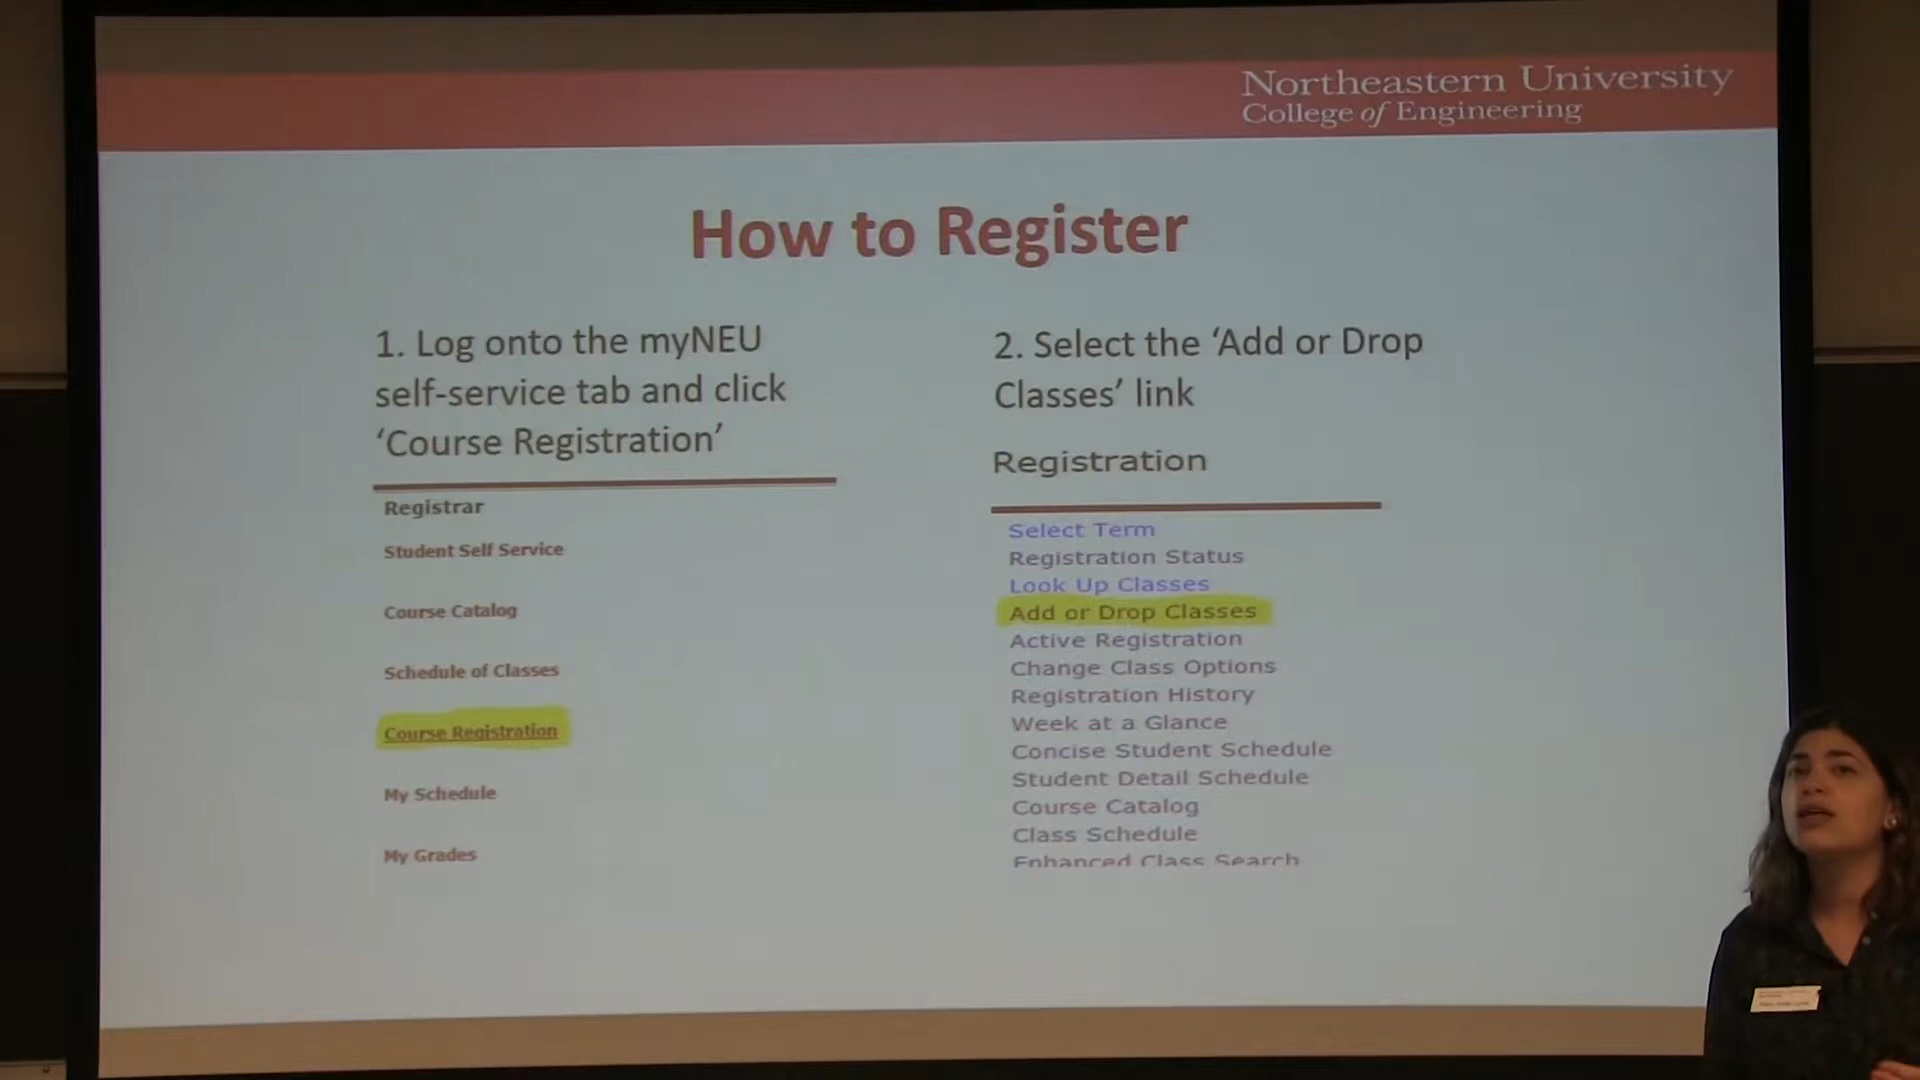 Northeastern University
College of Engineering
How to Register
1. Log onto the myNEU
self-service tab and click
‘Course Registration’
Registrar
Student Self Service
Course Catalog
Schedule of Classes
Course Registration
My Schedule
My Grades
2. Select the ‘Add or Drop
Classes’ link
Registration
Select Term
Registration Status
Look Up Classes
Add or Drop Classes
Active Registration
Change Class Options
Registration History
Week at a Glance
Concise Student Schedule
Student Detail Schedule
Course Catalog
Class Schedule
Enhanced Class Search